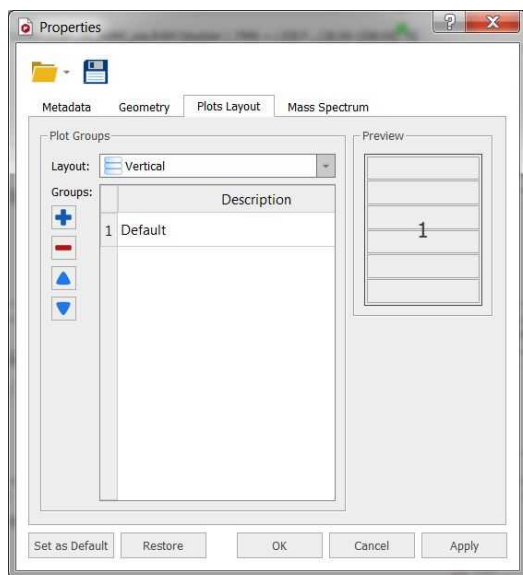 Properties
?
X
Metadata Geometry Plots Layout Mass Spectrum
Plot Groups
Preview
Layout: Vertical
Groups:
Description
1 Default
1
Set as Default Restore OK Cancel Apply